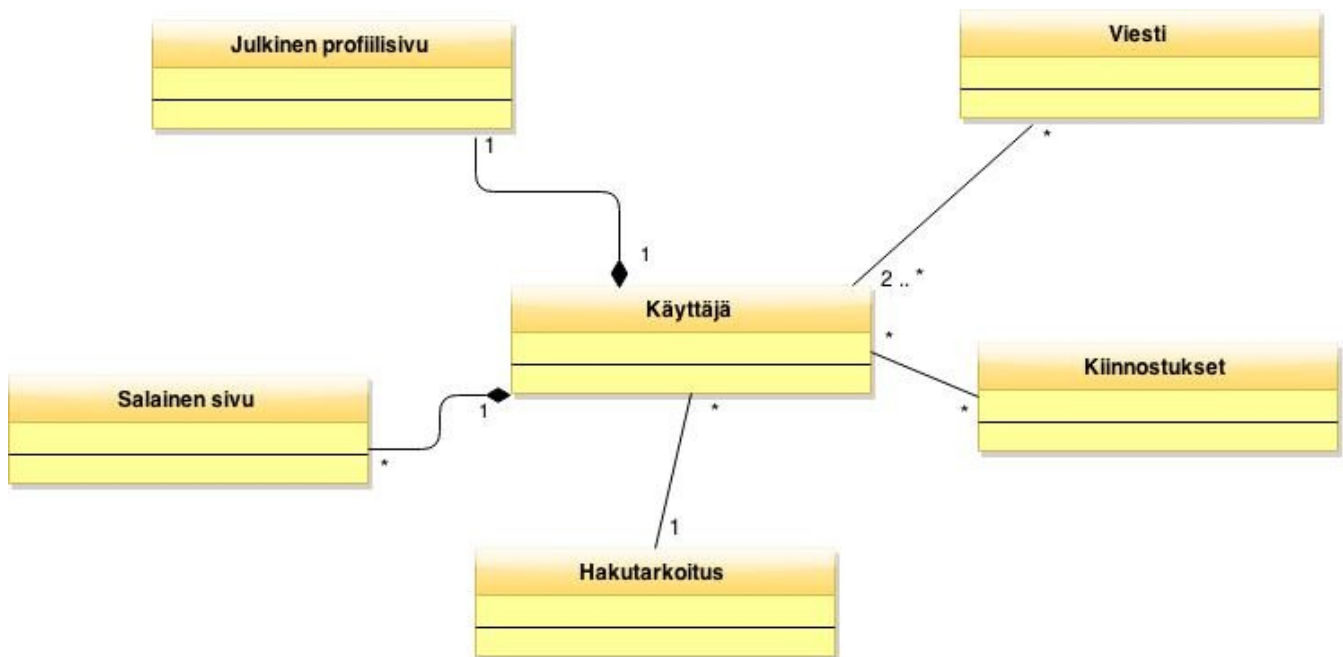 Julkinen profiilisivu
Viesti
1
*
1
2 .. *
Käyttäjä
*
Kiinnostukset
Salainen sivu
1
*
*
*
1
Hakutarkoitus